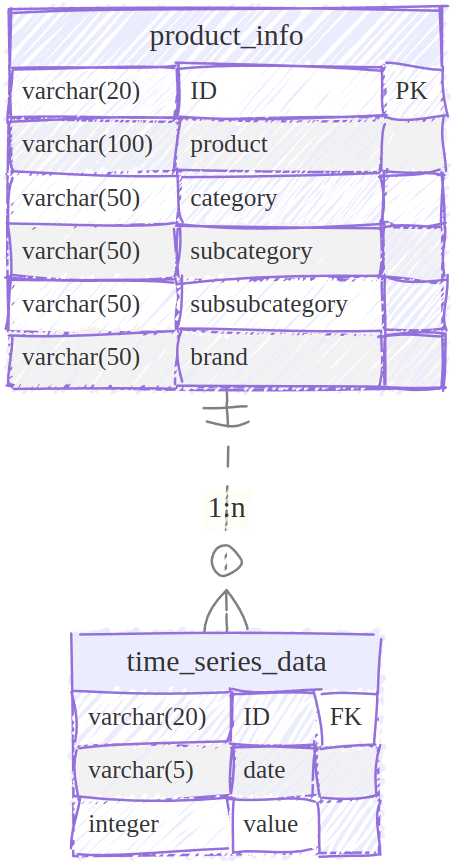 product_info
varchar(20) ID PK
varchar(100) product
varchar(50) category
varchar(50) subcategory
varchar(50) subsubcategory
varchar(50) brand
1:n
time_series_data
varchar(20) ID FK
varchar(5) date
integer value